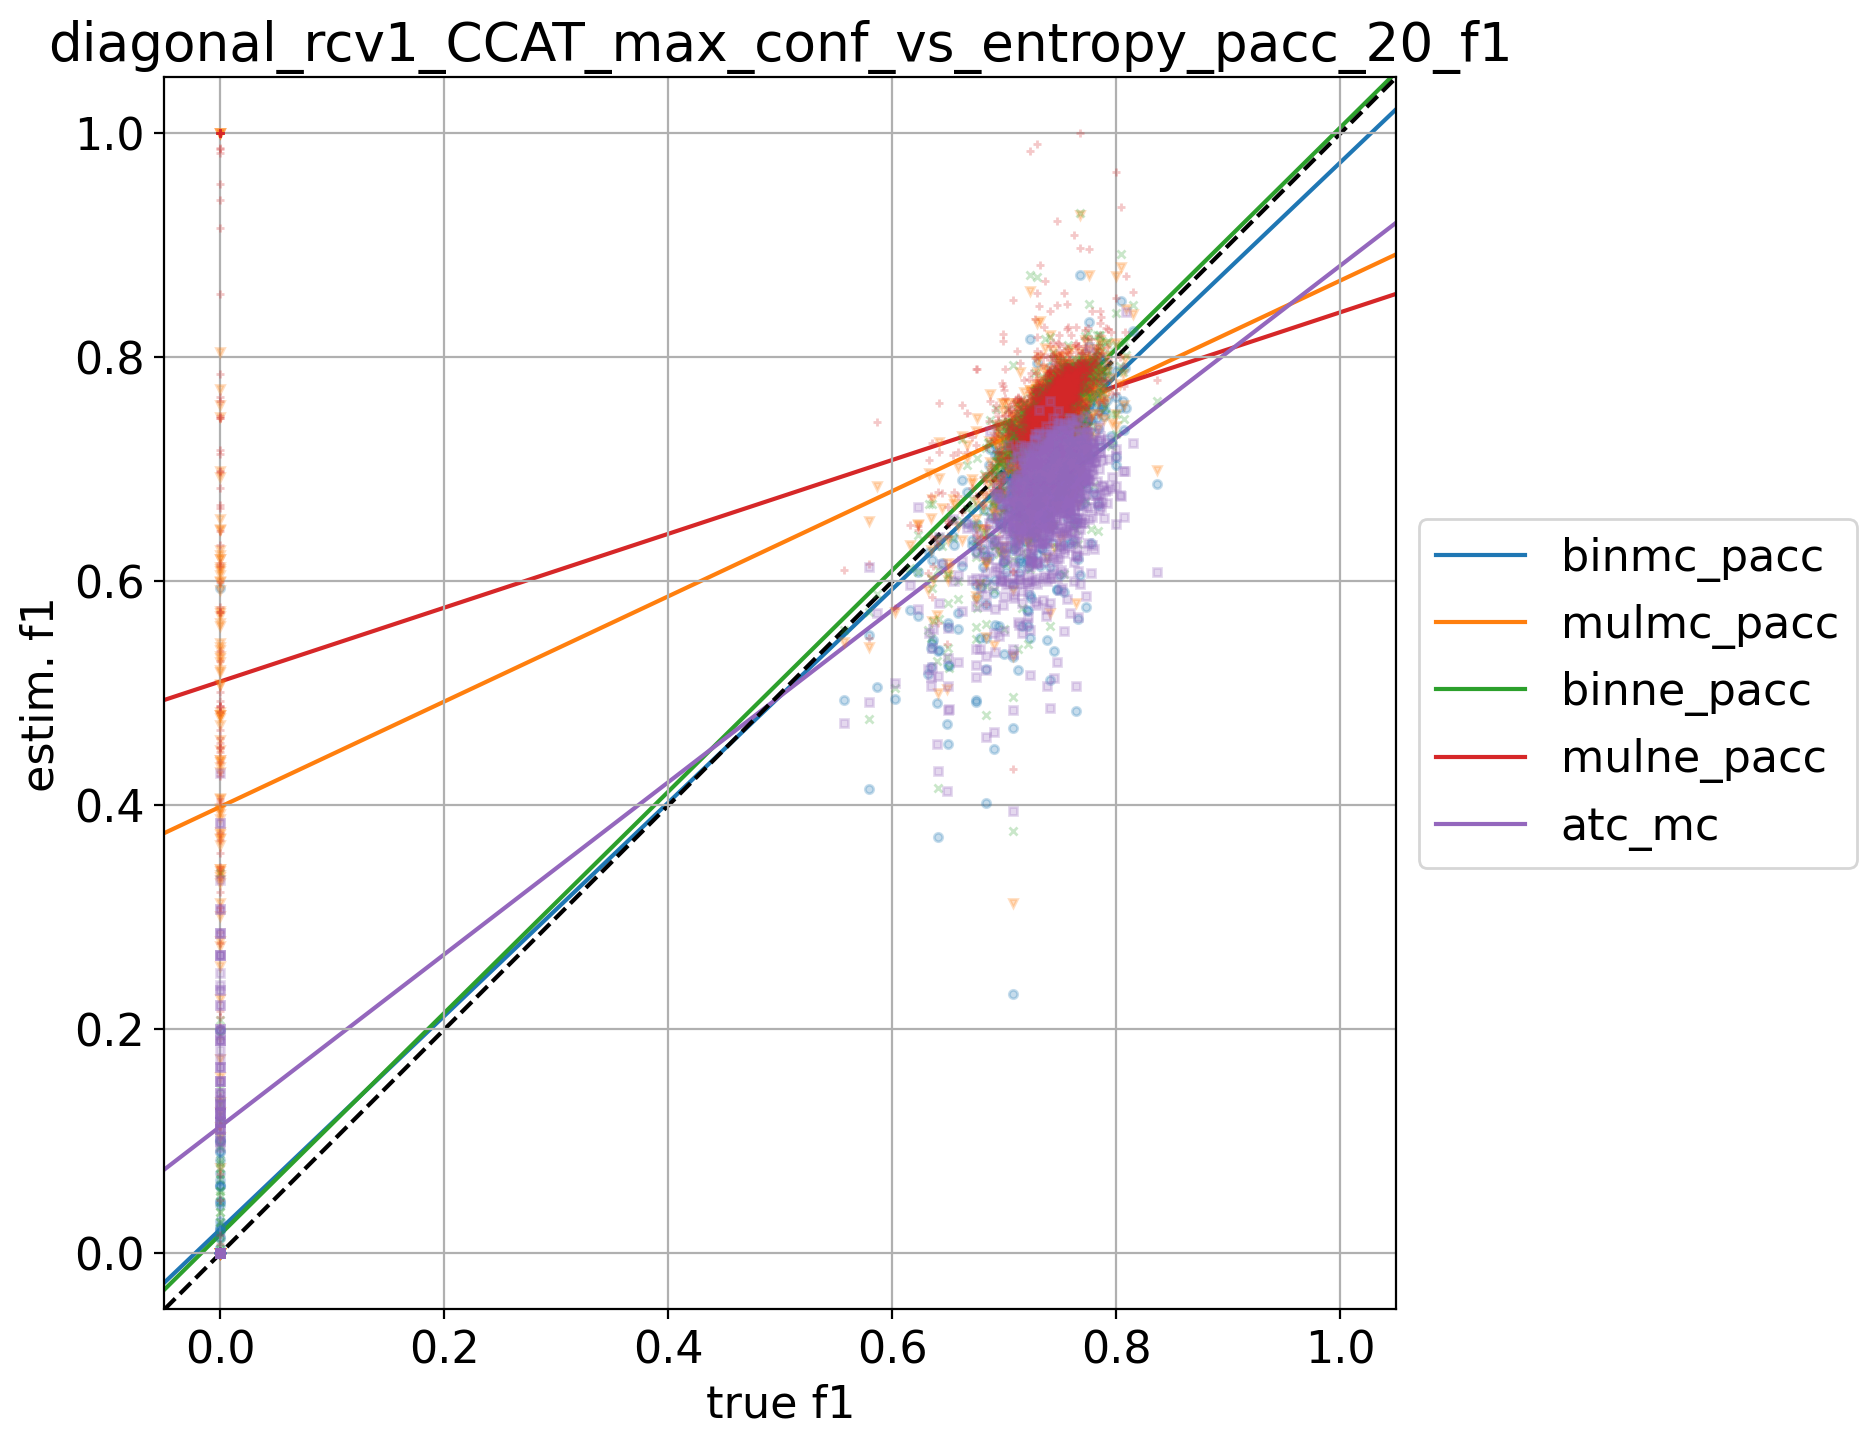 diagonal_rcv1_CCAT_max_conf_vs_entropy_pacc_20_f1
1.0
0.8
0.6
0.4
0.2
0.0
estim. f1
0.0 0.2 0.4 0.6 0.8 1.0
true f1
binmc_pacc
mulmc_pacc
binne_pacc
mulne_pacc
atc_mc